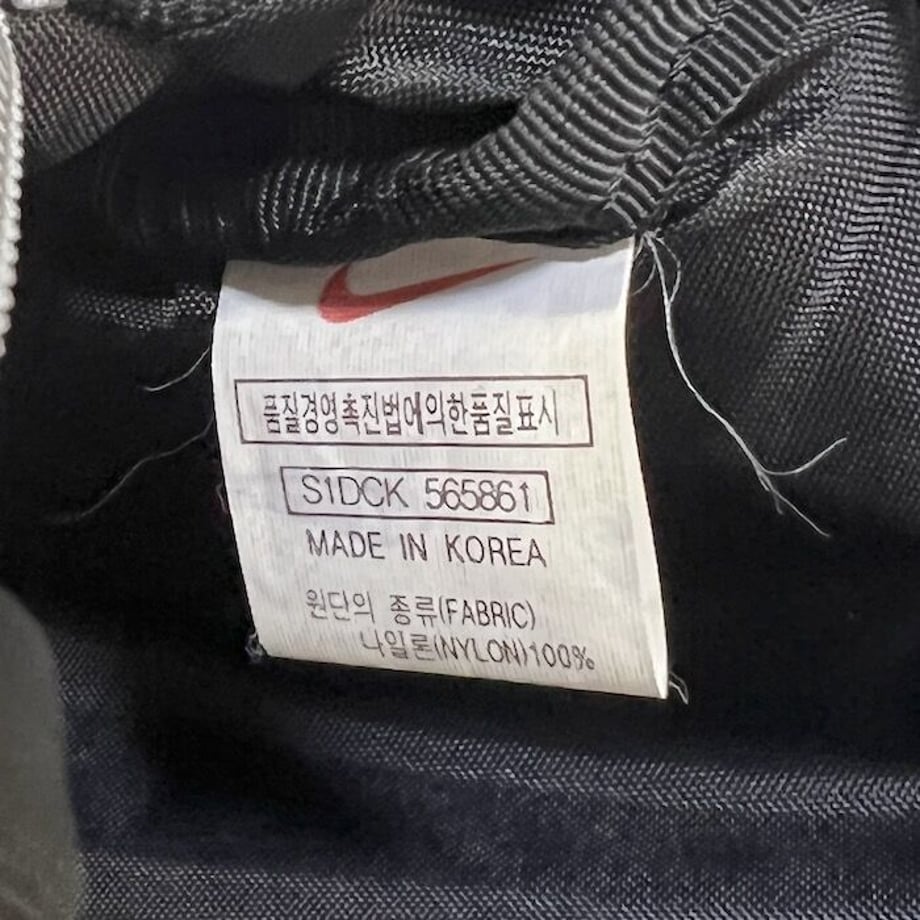 품질경영촉진법에의한품질표시
S1DCK 565861
MADE IN KOREA
원단의 종류(FABRIC)
나일론(NYLON)100%